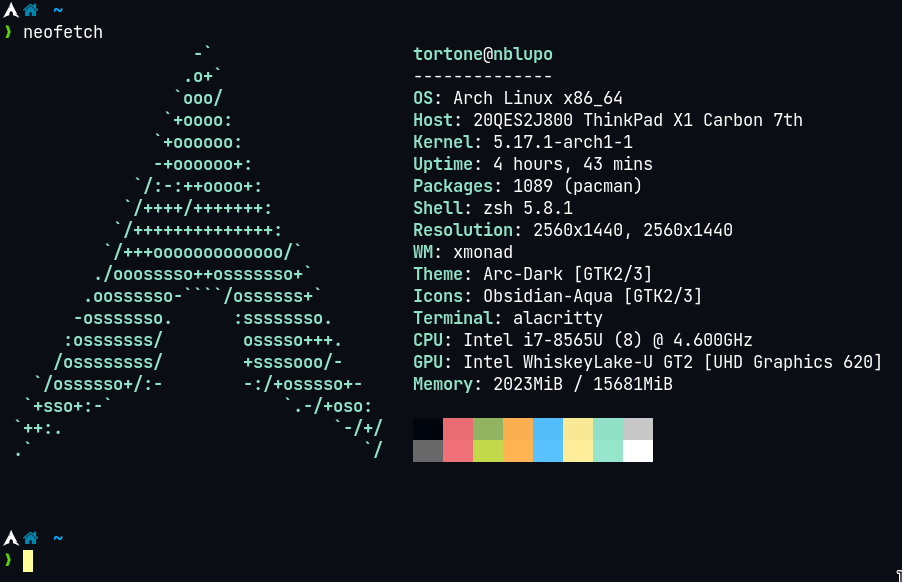 ~
❯ neofetch
-`
.o+`
`ooo/
`+oooo:
`+oooooo:
-+oooooo+:
`/:-:++oooo+:
`/++++/+++++++:
`/++++++++++++++:
`/+++ooooooooooooo/`
./ooosssso++osssssso+`
.oossssso-````/ossssss+`
-osssssso.      :ssssssso.
:osssssss/        osssso+++.
/ossssssss/        +ssssooo/-
`/ossssso+/:-        -:/+osssso+-
`+sso+:-`                 `.-/+oso:
`++:.                           `-/+/
.`                                 `/
tortone@nblupo
--------------
OS: Arch Linux x86_64
Host: 20QES2J800 ThinkPad X1 Carbon 7th
Kernel: 5.17.1-arch1-1
Uptime: 4 hours, 43 mins
Packages: 1089 (pacman)
Shell: zsh 5.8.1
Resolution: 2560x1440, 2560x1440
WM: xmonad
Theme: Arc-Dark [GTK2/3]
Icons: Obsidian-Aqua [GTK2/3]
Terminal: alacritty
CPU: Intel i7-8565U (8) @ 4.600GHz
GPU: Intel WhiskeyLake-U GT2 [UHD Graphics 620]
Memory: 2023MiB / 15681MiB
~
❯